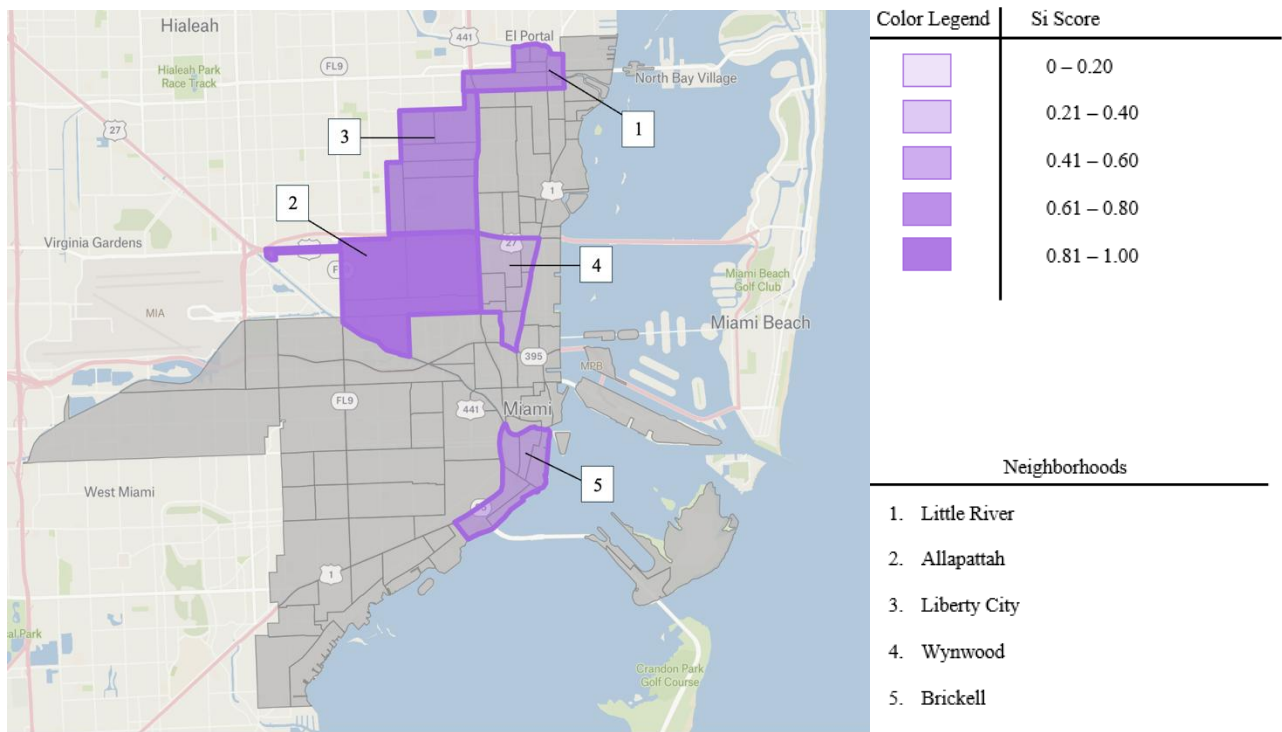 Hialeah
441
El Portal
Hialeah Park
Race Track
FL9
North Bay Village
1
27
3
2
1
Virginia Gardens
27
4
Miami Beach
Golf Club
MIA
Miami Beach
395
MPB
FL9
441
Miami
West Miami
5
1
Crandon Park
Golf Course
Color Legend Si Score
0 – 0.20
0.21 – 0.40
0.41 – 0.60
0.61 – 0.80
0.81 – 1.00
Neighborhoods
1. Little River
2. Allapattah
3. Liberty City
4. Wynwood
5. Brickell